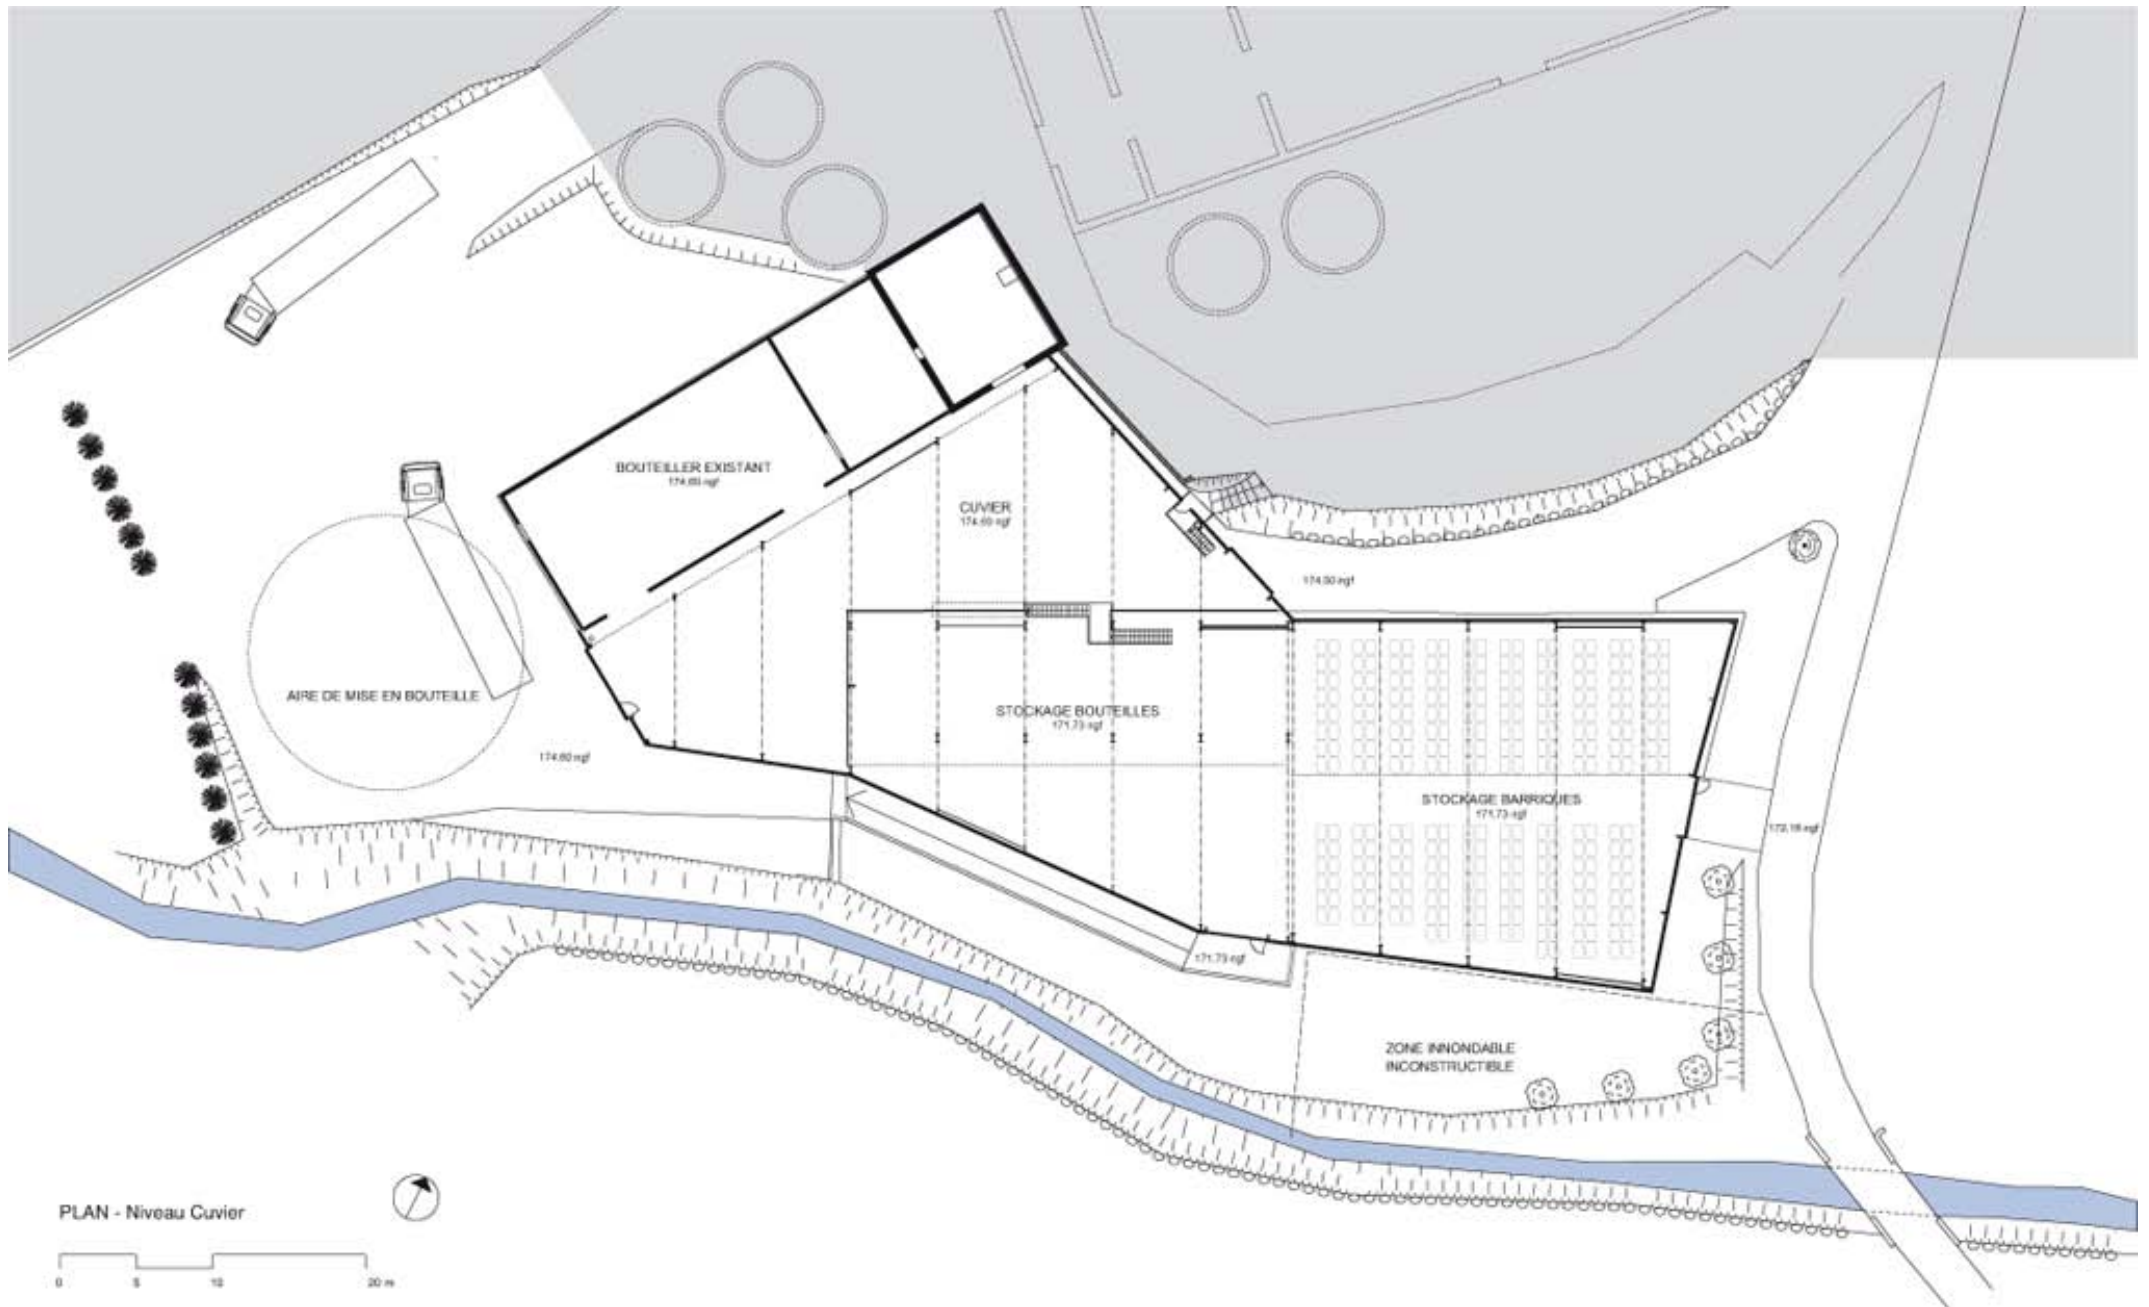 BOUTEILLER EXISTANT
174.60 ngf
CUVIER
174.60 ngf
174.50 ngf
AIRE DE MISE EN BOUTEILLE
STOCKAGE BOUTEILLES
171.73 ngf
174.60 ngf
STOCKAGE BARRIQUES
171.73 ngf
172.15 ngf
171.73 ngf
ZONE INNONDABLE
INCONSTRUCTIBLE
PLAN - Niveau Cuvier
0 5 10 20 m